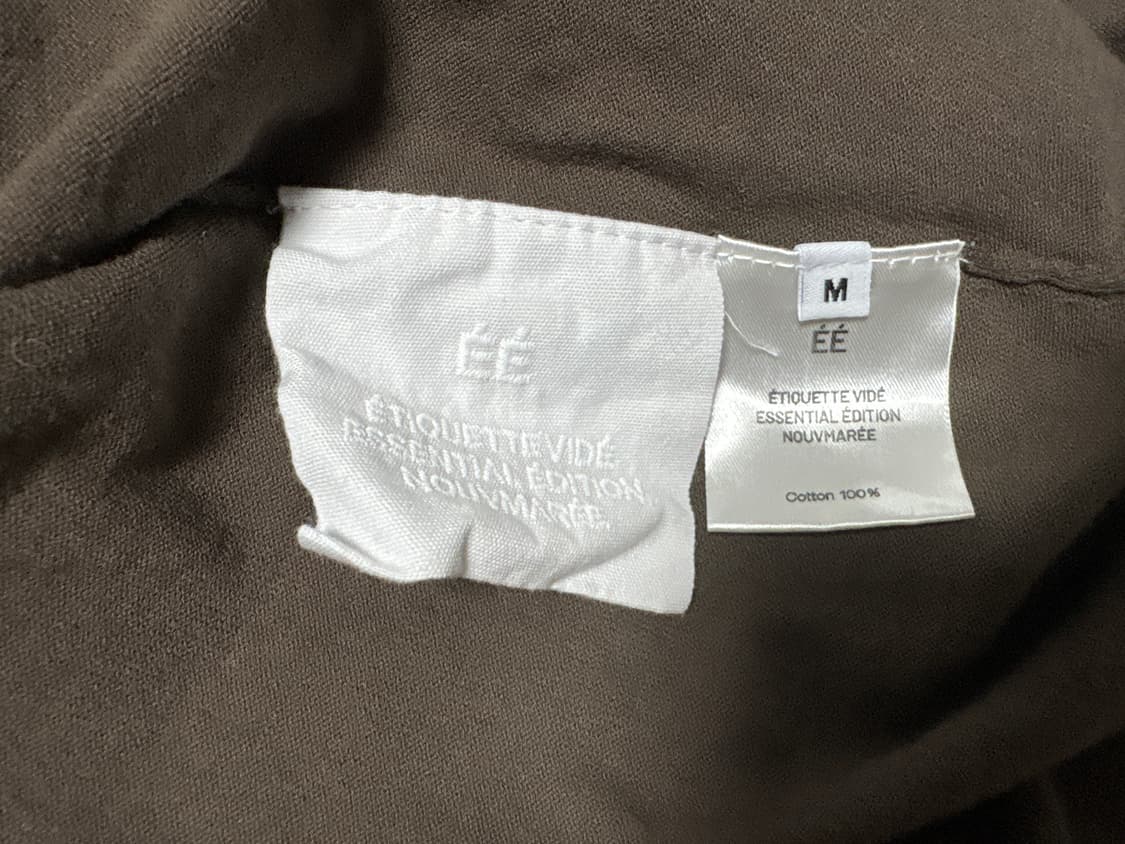 ÉÉ
ÉTIQUETTE VIDÉ
ESSENTIAL ÉDITION
NOUVMARÉE
M
ÉÉ
ÉTIQUETTE VIDÉ
ESSENTIAL ÉDITION
NOUVMARÉE
Cotton 100%